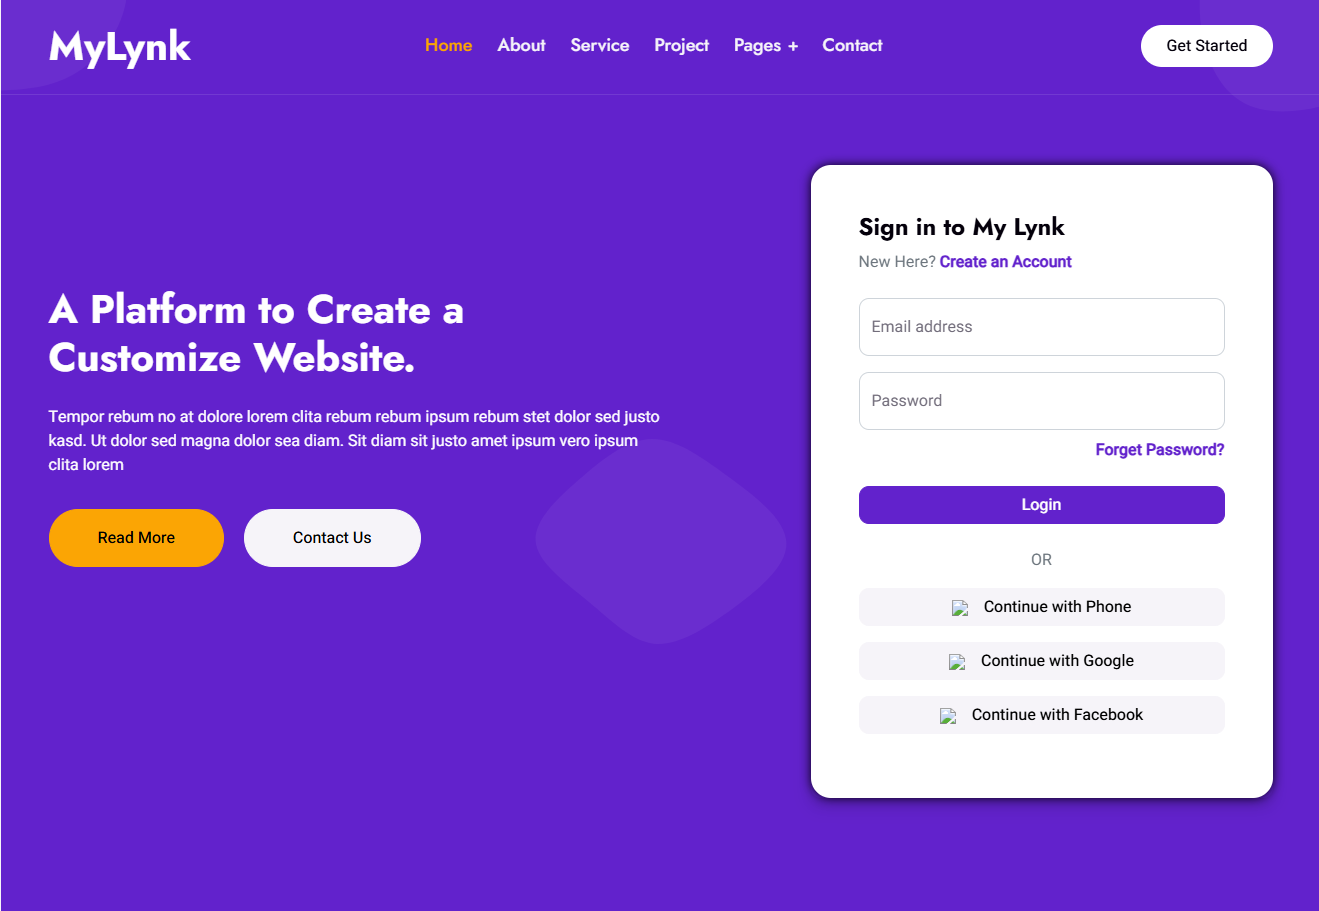 MyLynk
Home About Service Project Pages + Contact
Get Started
A Platform to Create a
Customize Website.
Tempor rebum no at dolore lorem clita rebum rebum ipsum rebum stet dolor sed justo
kasd. Ut dolor sed magna dolor sea diam. Sit diam sit justo amet ipsum vero ipsum
clita lorem
Read More
Contact Us
Sign in to My Lynk
New Here? Create an Account
Email address
Password
Forget Password?
Login
OR
Continue with Phone
Continue with Google
Continue with Facebook